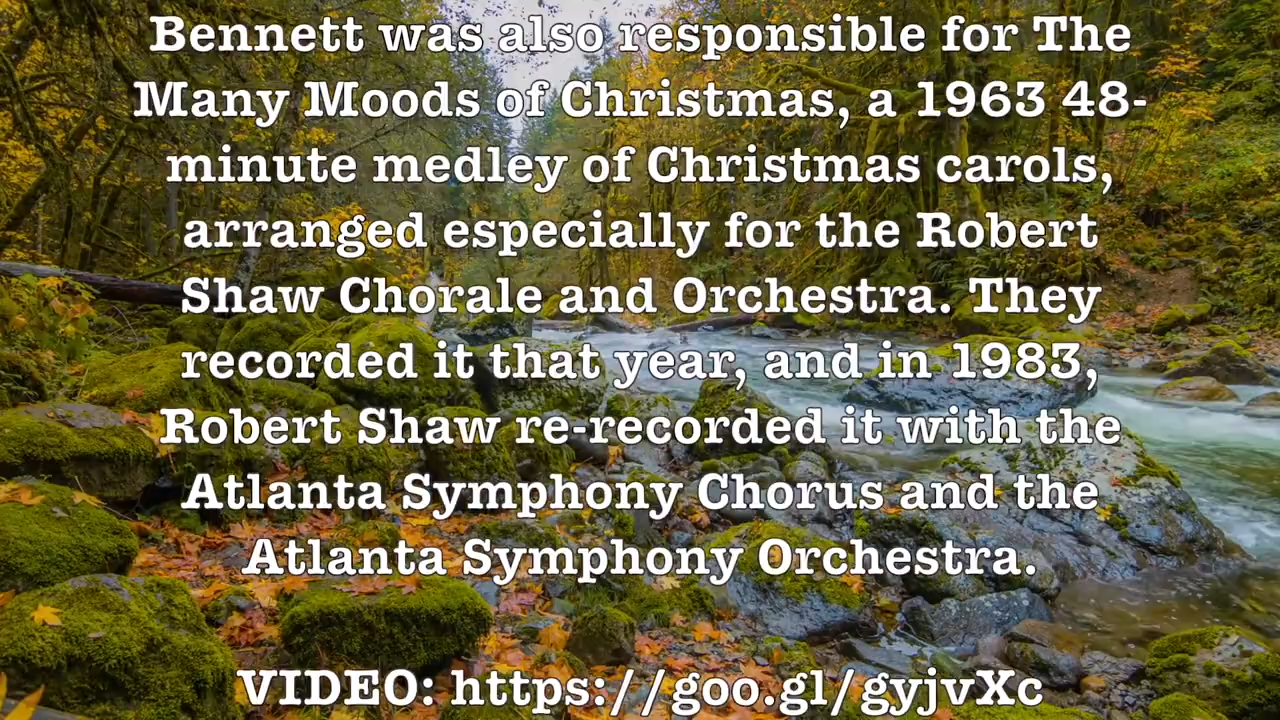 Bennett was also responsible for The
Many Moods of Christmas, a 1963 48-
minute medley of Christmas carols,
arranged especially for the Robert
Shaw Chorale and Orchestra. They
recorded it that year, and in 1983,
Robert Shaw re-recorded it with the
Atlanta Symphony Chorus and the
Atlanta Symphony Orchestra.
VIDEO: https://goo.gl/gyjvXc